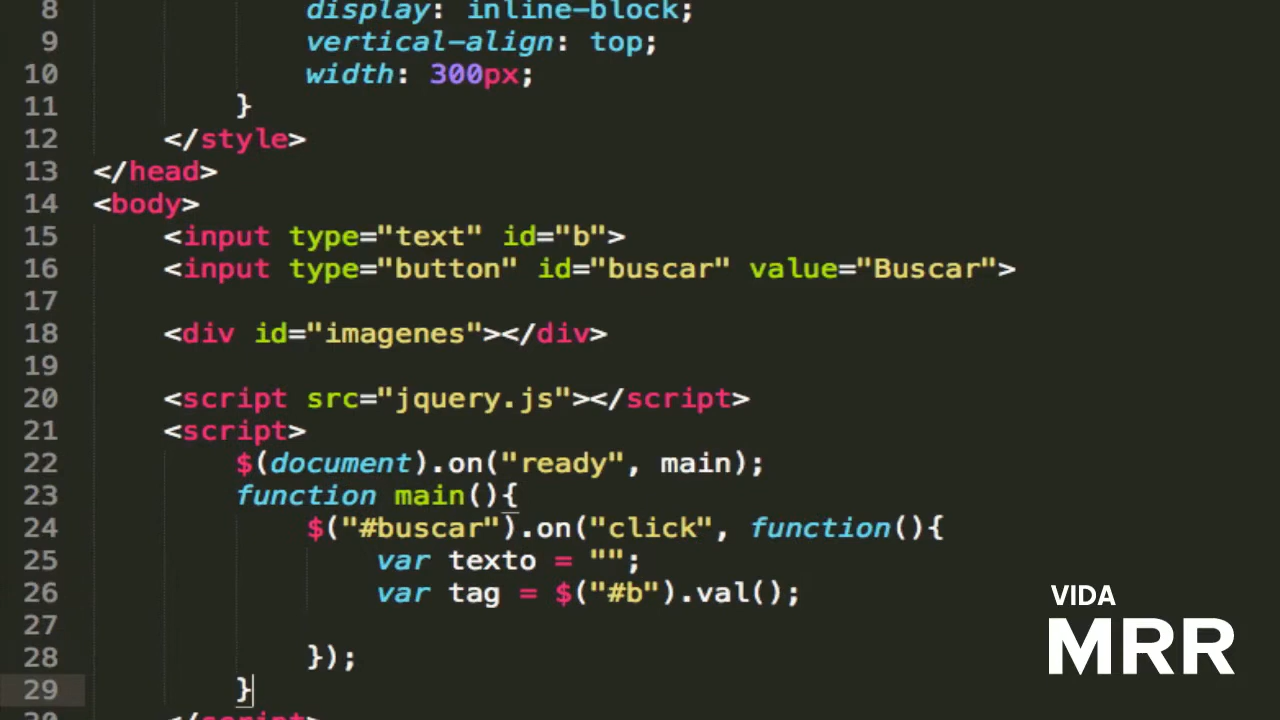 8 display: inline-block;
9 vertical-align: top;
10 width: 300px;
11 }
12 </style>
13 </head>
14 <body>
15 <input type="text" id="b">
16 <input type="button" id="buscar" value="Buscar">
17
18 <div id="imagenes"></div>
19
20 <script src="jquery.js"></script>
21 <script>
22 $(document).on("ready", main);
23 function main(){
24 $("#buscar").on("click", function(){
25 var texto = "";
26 var tag = $("#b").val();
27
28 });
29 }
30 </script>
VIDA
MRR